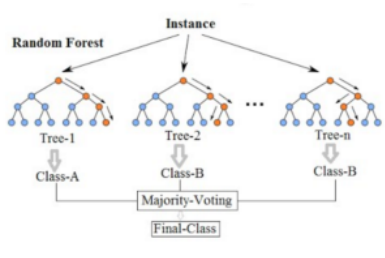 Instance
Random Forest
...
Tree-1
Tree-2
Tree-n
Class-A
Class-B
Class-B
Majority-Voting
Final-Class